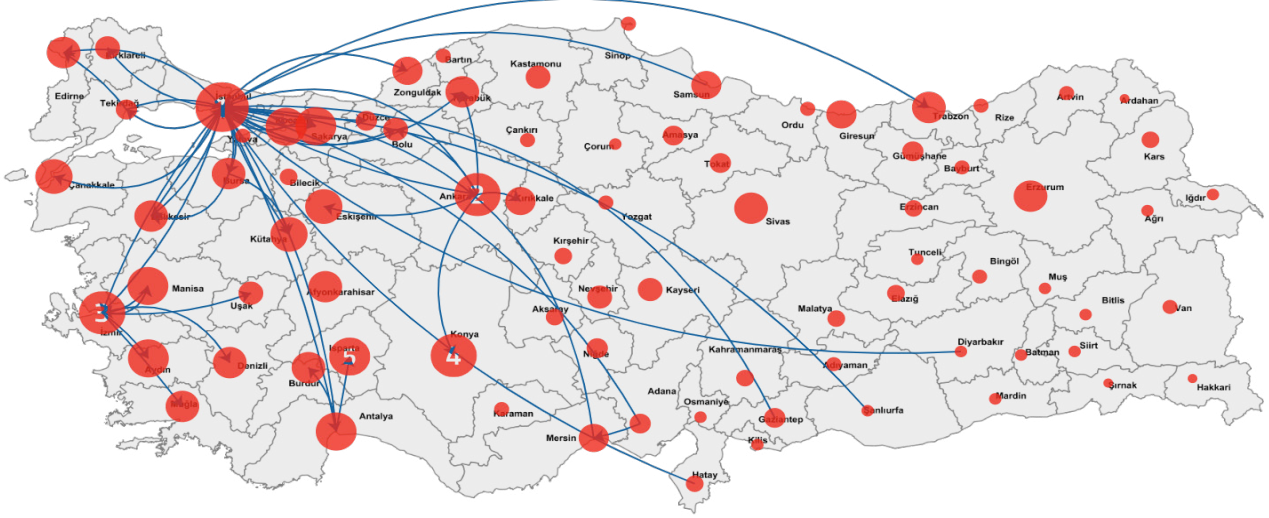 Sinop
Kırklareli
Bartın
Kastamonu
Edirne
Tekirdağ
İstanbul
Zonguldak
Karabük
Samsun
Artvin
Ardahan
Ordu
Giresun
Trabzon
Rize
Düzce
Sakarya
Yalova
Bolu
Çankırı
Çorum
Amasya
Kars
Gümüşhane
Tokat
Bayburt
Çanakkale
Bursa
Bilecik
Ankara
2
Kırıkkale
Erzurum
Iğdır
Balıkesir
Eskişehir
Yozgat
Sivas
Erzincan
Ağrı
Kütahya
Kırşehir
Tunceli
Bingöl
Muş
Manisa
Uşak
Afyonkarahisar
Nevşehir
Kayseri
Elazığ
Bitlis
Van
3
İzmir
Aksaray
Malatya
Konya
4
Isparta
5
Niğde
Kahramanmaraş
Diyarbakır
Batman
Siirt
Aydın
Denizli
Burdur
Adıyaman
Şırnak
Hakkari
Muğla
Antalya
Karaman
Adana
Osmaniye
Mardin
Mersin
Gaziantep
Şanlıurfa
Kilis
Hatay